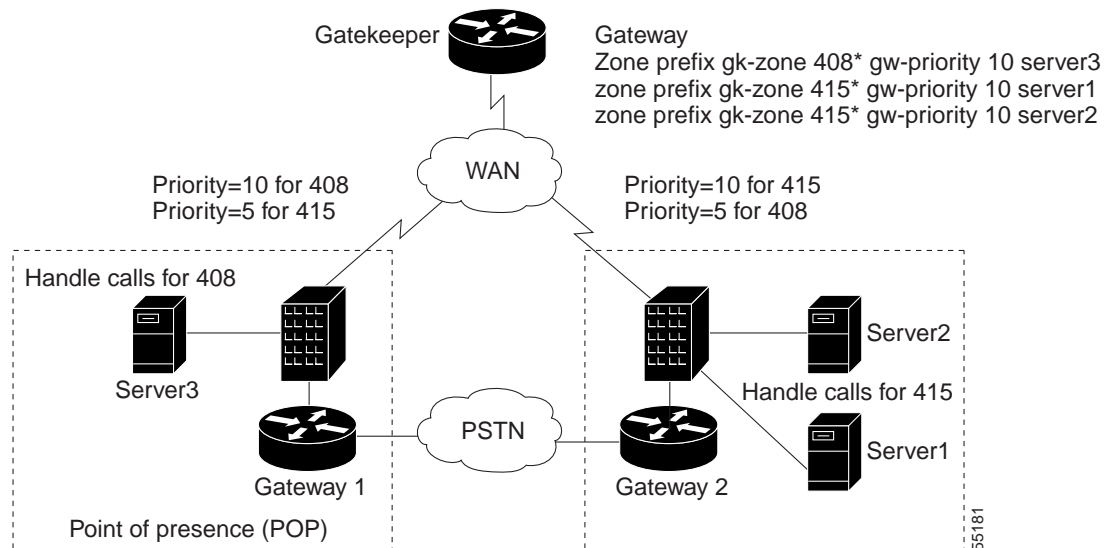 Gatekeeper
Gateway
Zone prefix gk-zone 408* gw-priority 10 server3
zone prefix gk-zone 415* gw-priority 10 server1
zone prefix gk-zone 415* gw-priority 10 server2
WAN
Priority=10 for 408
Priority=5 for 415
Priority=10 for 415
Priority=5 for 408
Handle calls for 408
Server3
Gateway 1
Point of presence (POP)
PSTN
Server2
Handle calls for 415
Server1
Gateway 2
55181